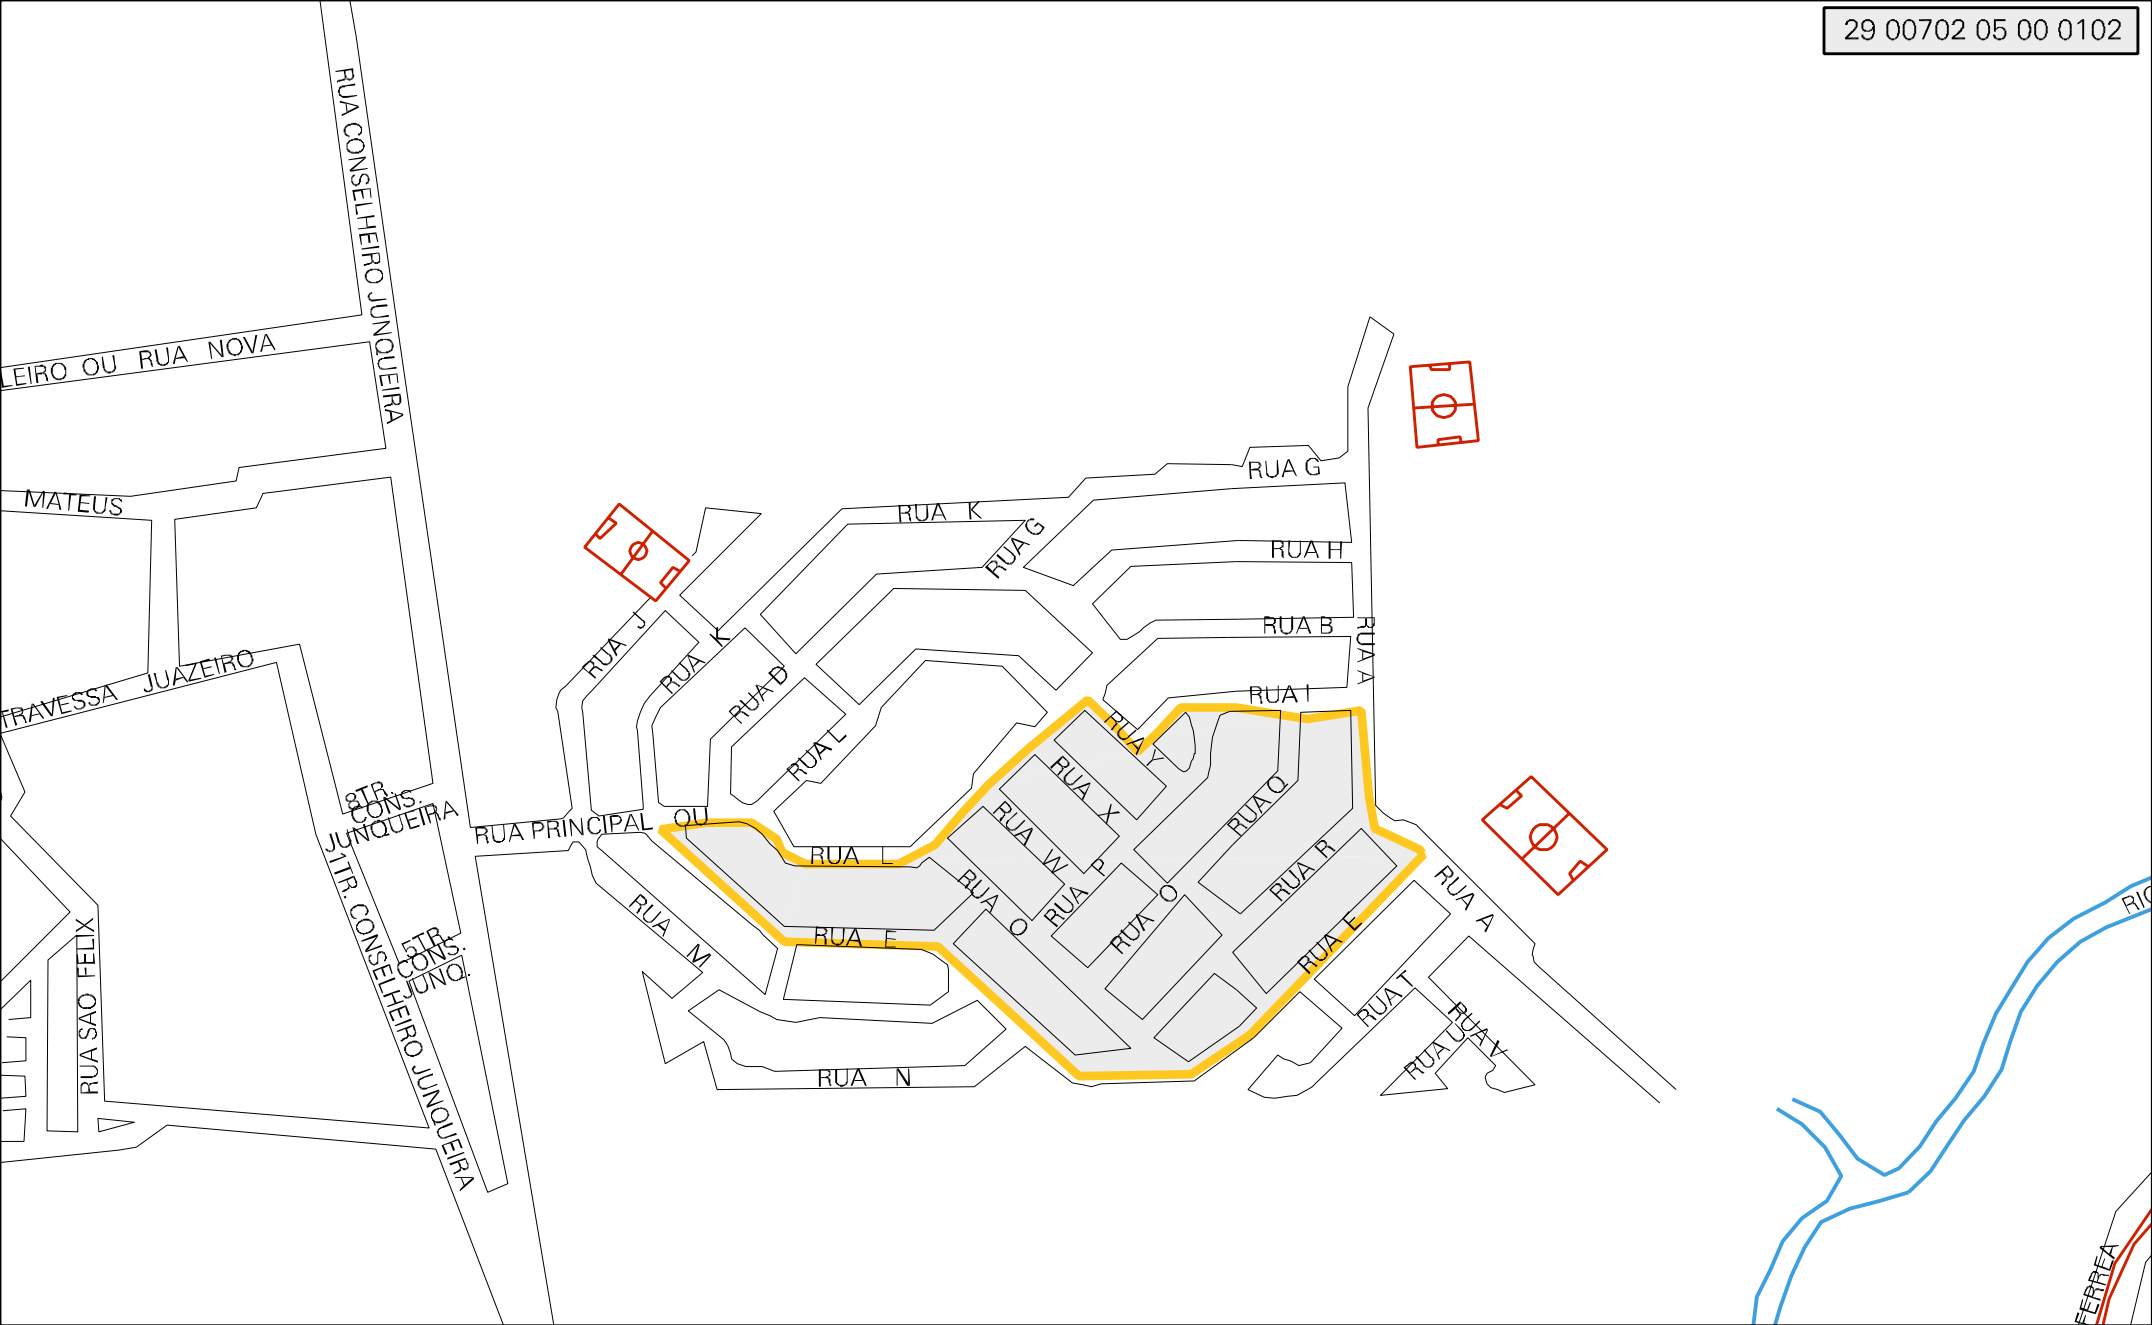 29 00702 05 00 0102
RUA CONSELHEIRO JUNQUEIRA
LEIRO OU RUA NOVA
MATEUS
RUA G
RUA K
RUA G
RUA H
RUA B
RUA A
RUA J
RUA K
RUA D
RUA L
RUA I
RUA Y
TRAVESSA JUAZEIRO
8TR.
CONS.
JUNQUEIRA
RUA PRINCIPAL OU
RUA L
RUA X
RUA W
RUA Q
RUA P
RUA O
RUA O
RUA R
RUA A
RUA M
RUA E
RUA E
11TR. CONSELHEIRO JUNQUEIRA
5TR.
CONS.
JUNQ.
RUA SAO FELIX
RUA T
RUA U
RUA V
RUA N
RIO
FERREA